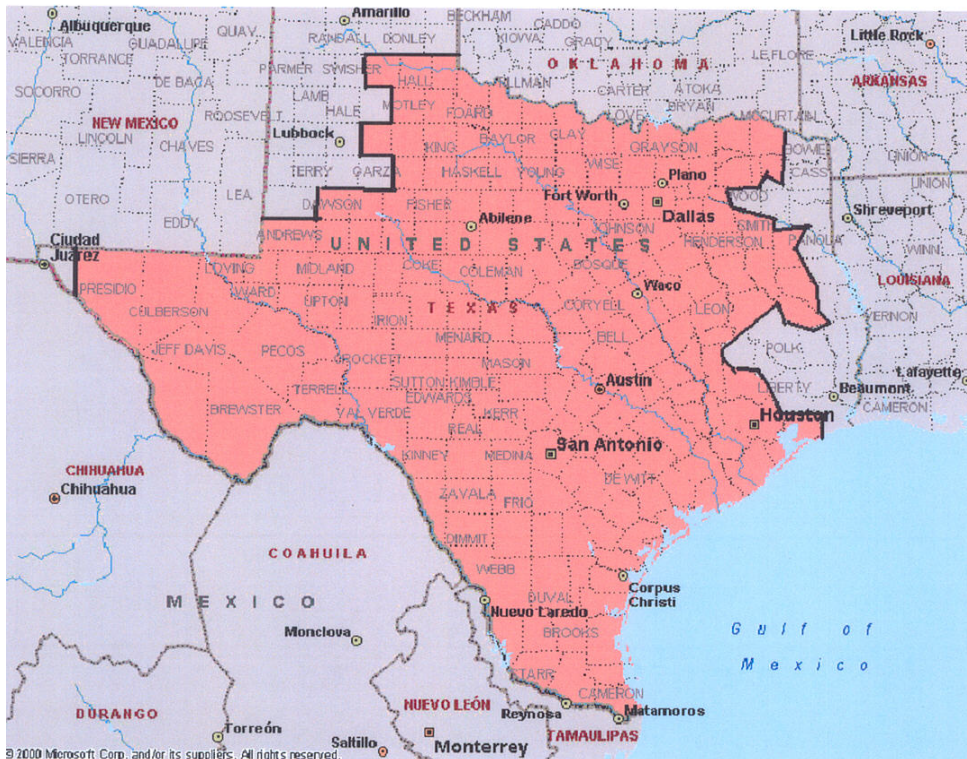 Amarillo
BECKHAM
CADDO
Albuquerque
QUAY
RANDALL
DONLEY
KIOWA
GRADY
Little Rock
VALENCIA
GUADALUPE
TORRANCE
PARMER
SWISHER
OKLAHOMA
LE FLORE
DE BACA
HALL
TILLMAN
CARTER
ATOKA
ARKANSAS
SOCORRO
LAMB
HALE
MOTLEY
FOARD
LOVE
BRYAN
MCCURTAIN
NEW MEXICO
ROOSEVELT
LINCOLN
CHAVES
Lubbock
KING
BAYLOR
CLAY
GRAYSON
BOWIE
SIERRA
WISE
UNION
TERRY
GARZA
HASKELL
YOUNG
CASS
Plano
UNION
OTERO
LEA
DAWSON
FISHER
Fort Worth
WOOD
EDDY
Abilene
Dallas
Shreveport
ANDREWS
JOHNSON
SMITH
Ciudad
Juárez
UNITED STATES
HENDERSON
PANOLA
WINN
LOVING
MIDLAND
COKE
COLEMAN
BOSQUE
LOUISIANA
PRESIDIO
WARD
UPTON
Waco
CULBERSON
IRION
TEXAS
CORYELL
LEON
VERNON
JEFF DAVIS
PECOS
CROCKETT
MENARD
BELL
POLK
MASON
Lafayette
TERRELL
SUTTON
KIMBLE
Austin
LIBERTY
Beaumont
BREWSTER
EDWARDS
VAL VERDE
KERR
Houston
CAMERON
REAL
San Antonio
KINNEY
MEDINA
CHIHUAHUA
DE WITT
Chihuahua
ZAVALA
FRIO
COAHUILA
DIMMIT
WEBB
Corpus
Christi
MEXICO
DUVAL
Nuevo Laredo
Monclova
BROOKS
Gulf of
Mexico
STARR
CAMERON
NUEVO LEÓN
DURANGO
Reynosa
Matamoros
Torreón
TAMAULIPAS
Saltillo
Monterrey
© 2000 Microsoft Corp. and/or its suppliers. All rights reserved.